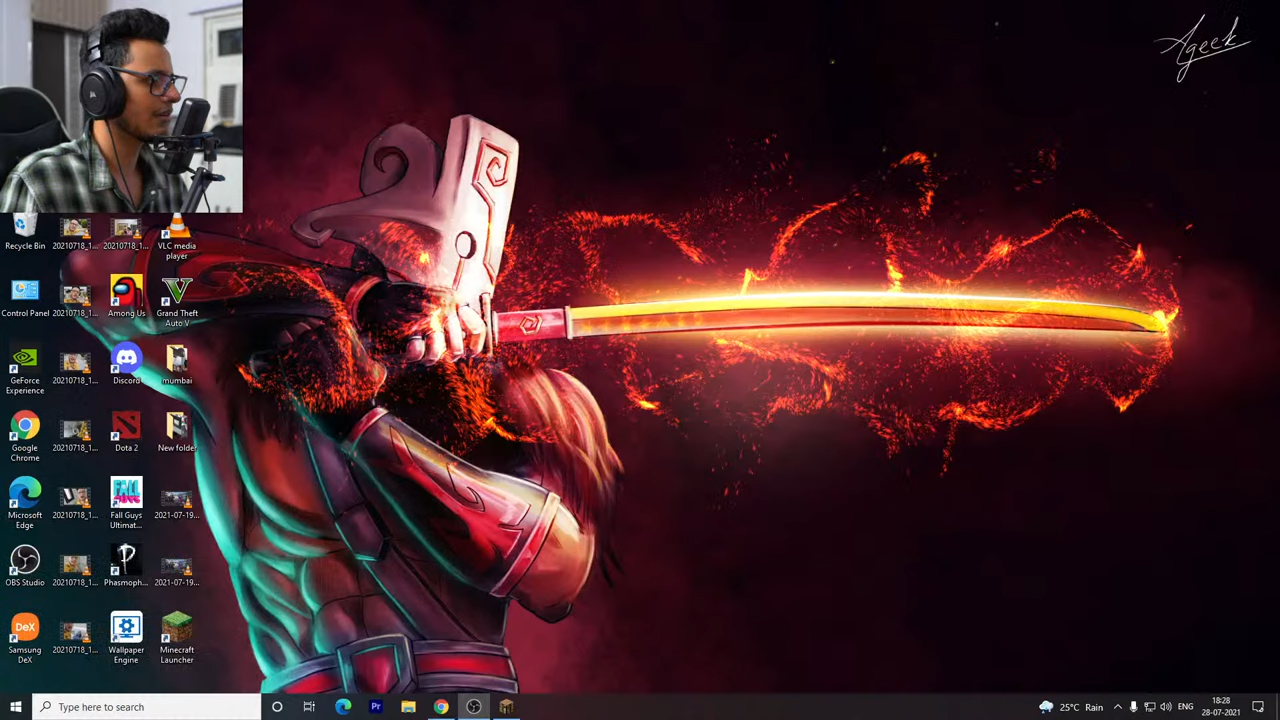 Ageek
Recycle Bin
20210718_1...
20210718_1...
VLC media
player
Control Panel
20210718_1...
Among Us
Grand Theft
Auto V
GeForce
Experience
20210718_1...
Discord
mumbai
Google
Chrome
20210718_1...
Dota 2
New folder
Microsoft
Edge
20210718_1...
FALL
Fall Guys
Ultimat...
2021-07-19...
OBS Studio
20210718_1...
Phasmoph...
2021-07-19...
DeX
Samsung
DeX
20210718_1...
Wallpaper
Engine
Minecraft
Launcher
Type here to search
Pr
25°C Rain
ENG
18:28
28-07-2021